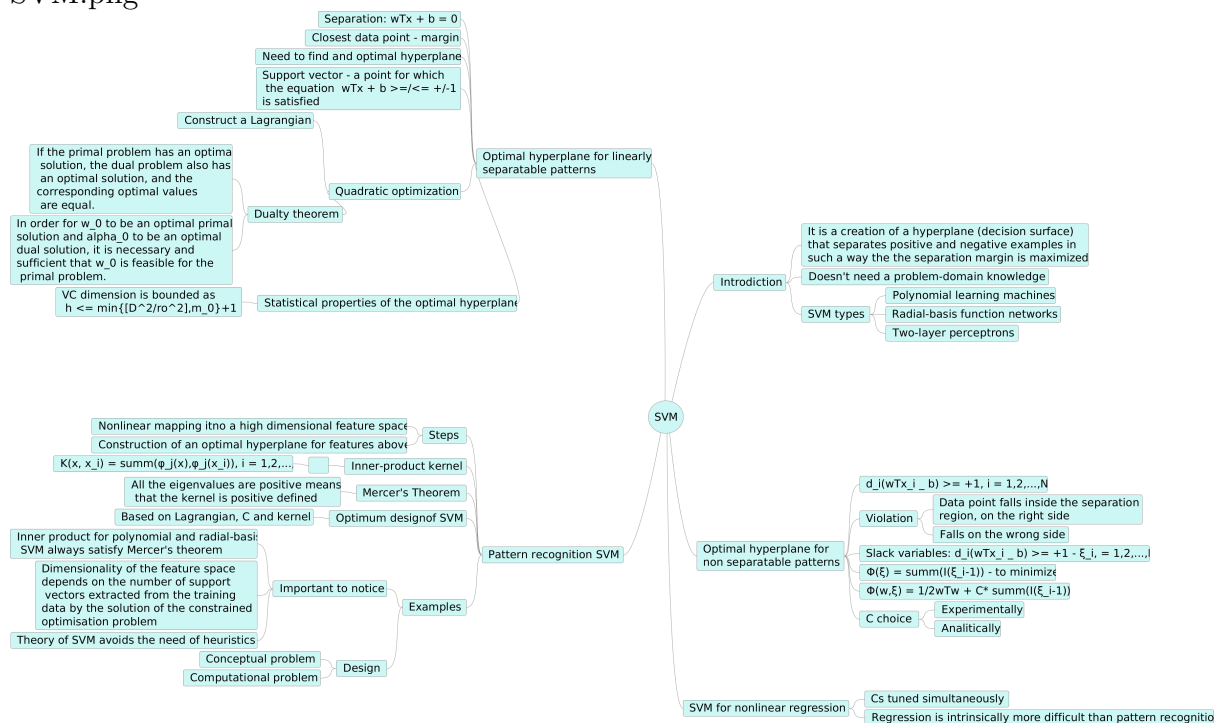 SVM.png
Separation: wTx + b = 0
Closest data point - margin
Need to find and optimal hyperplane
Support vector - a point for which
the equation wTx + b >=/<= +/-1
is satisfied
Construct a Lagrangian
If the primal problem has an optima
solution, the dual problem also has
an optimal solution, and the
corresponding optimal values
are equal.
In order for w_0 to be an optimal primal
solution and alpha_0 to be an optimal
dual solution, it is necessary and
sufficient that w_0 is feasible for the
primal problem.
Dualty theorem
Quadratic optimization
VC dimension is bounded as
h <= min{[D^2/ro^2],m_0}+1
Statistical properties of the optimal hyperplane
Optimal hyperplane for linearly
separatable patterns
Introdiction
It is a creation of a hyperplane (decision surface)
that separates positive and negative examples in
such a way the the separation margin is maximized
Doesn't need a problem-domain knowledge
SVM types
Polynomial learning machines
Radial-basis function networks
Two-layer perceptrons
SVM
Nonlinear mapping itno a high dimensional feature space
Construction of an optimal hyperplane for features above
Steps
K(x, x_i) = summ(φ_j(x),φ_j(x_i)), i = 1,2,...
Inner-product kernel
All the eigenvalues are positive means
that the kernel is positive defined
Mercer's Theorem
Based on Lagrangian, C and kernel
Optimum designof SVM
Pattern recognition SVM
Inner product for polynomial and radial-basis
SVM always satisfy Mercer's theorem
Dimensionality of the feature space
depends on the number of support
vectors extracted from the training
data by the solution of the constrained
optimisation problem
Theory of SVM avoids the need of heuristics
Important to notice
Examples
Conceptual problem
Computational problem
Design
Optimal hyperplane for
non separatable patterns
d_i(wTx_i _ b) >= +1, i = 1,2,...,N
Violation
Data point falls inside the separation
region, on the right side
Falls on the wrong side
Slack variables: d_i(wTx_i _ b) >= +1 - ξ_i, = 1,2,...,
Φ(ξ) = summ(I(ξ_i-1)) - to minimize
Φ(w,ξ) = 1/2wTw + C* summ(I(ξ_i-1))
C choice
Experimentally
Analitically
SVM for nonlinear regression
Cs tuned simultaneously
Regression is intrinsically more difficult than pattern recognitio